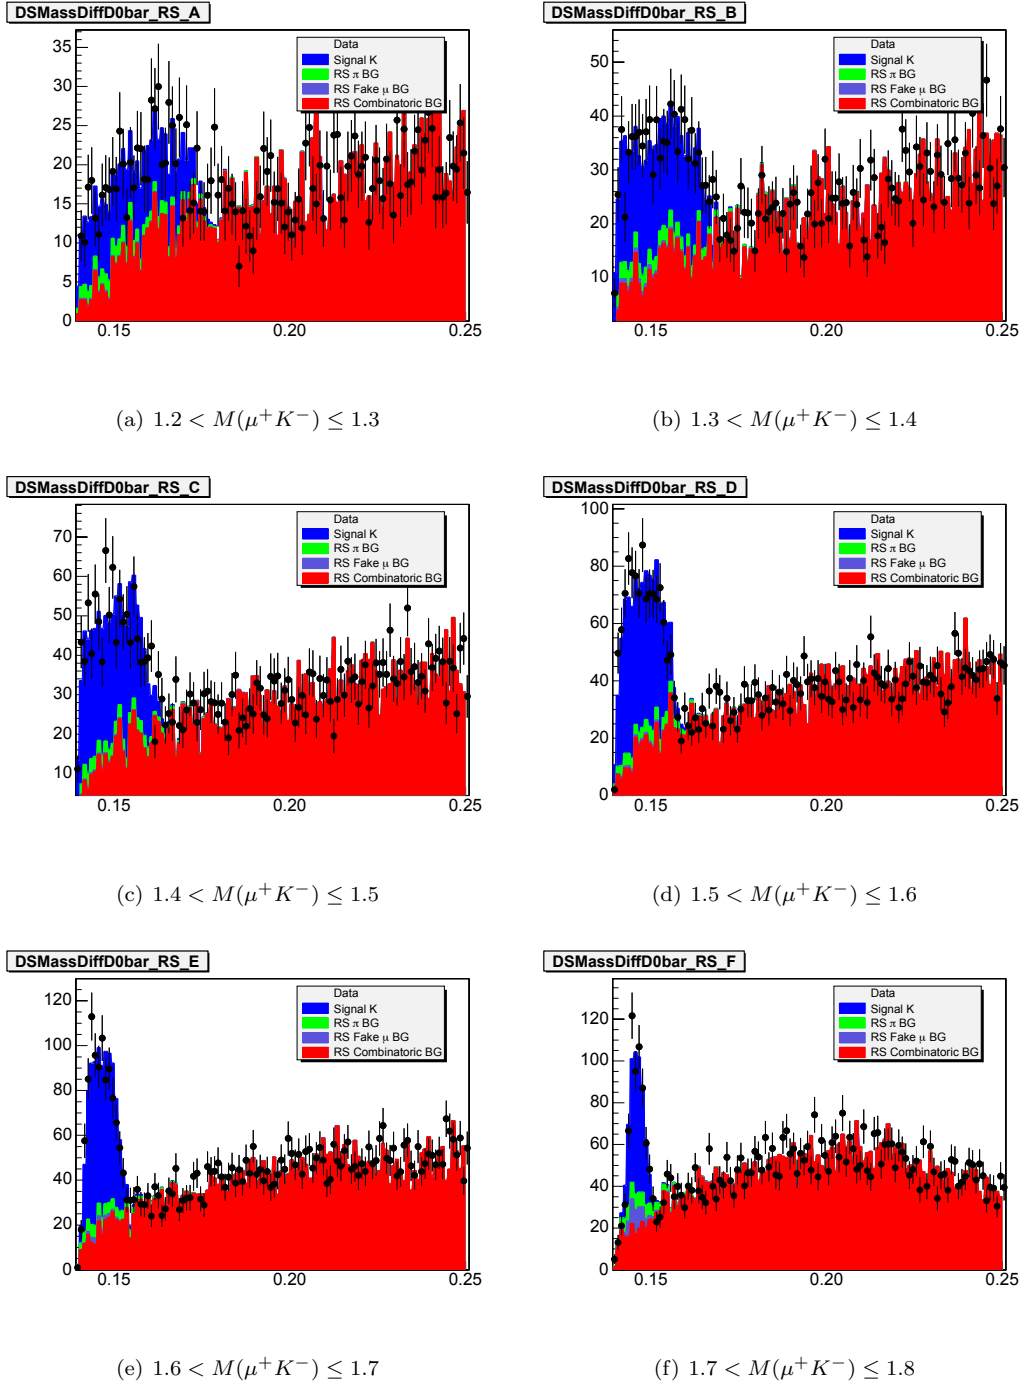 DSMassDiffD0bar_RS_A
Data
Signal K
RS π BG
RS Fake μ BG
RS Combinatoric BG
35
30
25
20
15
10
5
0
0.15 0.20 0.25
(a) 1.2 < M(μ⁺K⁻) ≤ 1.3
DSMassDiffD0bar_RS_B
Data
Signal K
RS π BG
RS Fake μ BG
RS Combinatoric BG
50
40
30
20
10
0.15 0.20 0.25
(b) 1.3 < M(μ⁺K⁻) ≤ 1.4
DSMassDiffD0bar_RS_C
Data
Signal K
RS π BG
RS Fake μ BG
RS Combinatoric BG
70
60
50
40
30
20
10
0.15 0.20 0.25
(c) 1.4 < M(μ⁺K⁻) ≤ 1.5
DSMassDiffD0bar_RS_D
Data
Signal K
RS π BG
RS Fake μ BG
RS Combinatoric BG
100
80
60
40
20
0
0.15 0.20 0.25
(d) 1.5 < M(μ⁺K⁻) ≤ 1.6
DSMassDiffD0bar_RS_E
Data
Signal K
RS π BG
RS Fake μ BG
RS Combinatoric BG
120
100
80
60
40
20
0
0.15 0.20 0.25
(e) 1.6 < M(μ⁺K⁻) ≤ 1.7
DSMassDiffD0bar_RS_F
Data
Signal K
RS π BG
RS Fake μ BG
RS Combinatoric BG
120
100
80
60
40
20
0
0.15 0.20 0.25
(f) 1.7 < M(μ⁺K⁻) ≤ 1.8